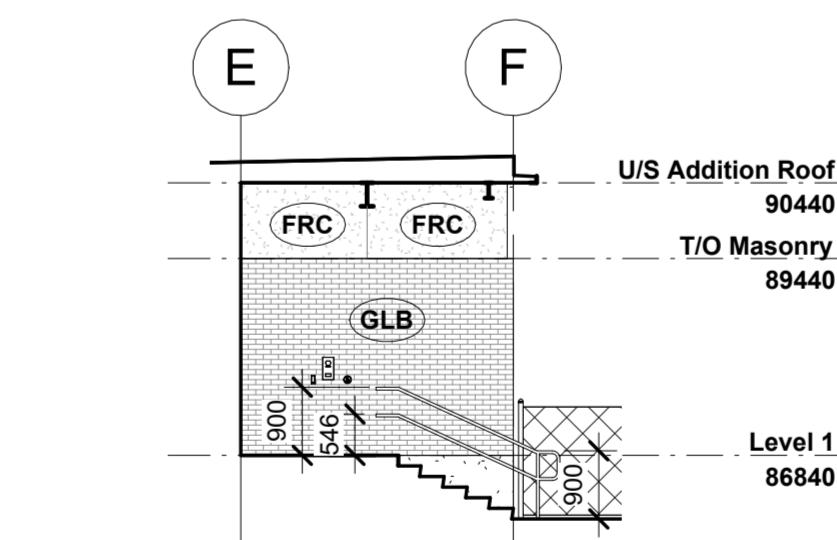 E
F
U/S Addition Roof
90440
FRC
FRC
T/O Masonry
89440
GLB
900
546
Level 1
86840
900